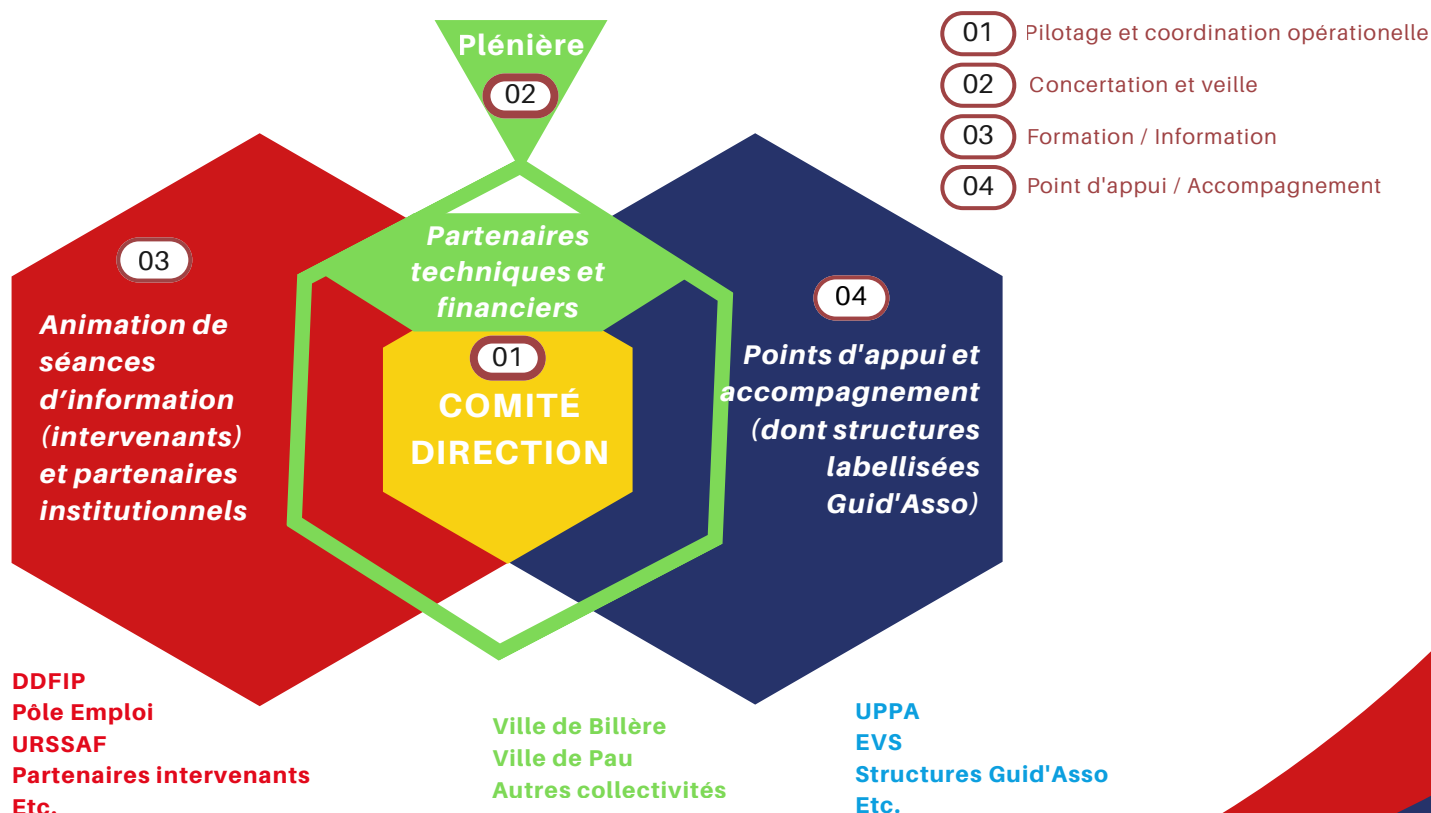 Plénière
02
01 Pilotage et coordination opérationelle
02 Concertation et veille
03 Formation / Information
04 Point d'appui / Accompagnement
03
Animation de
séances
d’information
(intervenants)
et partenaires
institutionnels
Partenaires
techniques et
financiers
01
COMITÉ
DIRECTION
04
Points d'appui et
accompagnement
(dont structures
labellisées
Guid'Asso)
DDFIP
Pôle Emploi
URSSAF
Partenaires intervenants
Etc.
Ville de Billère
Ville de Pau
Autres collectivités
UPPA
EVS
Structures Guid'Asso
Etc.